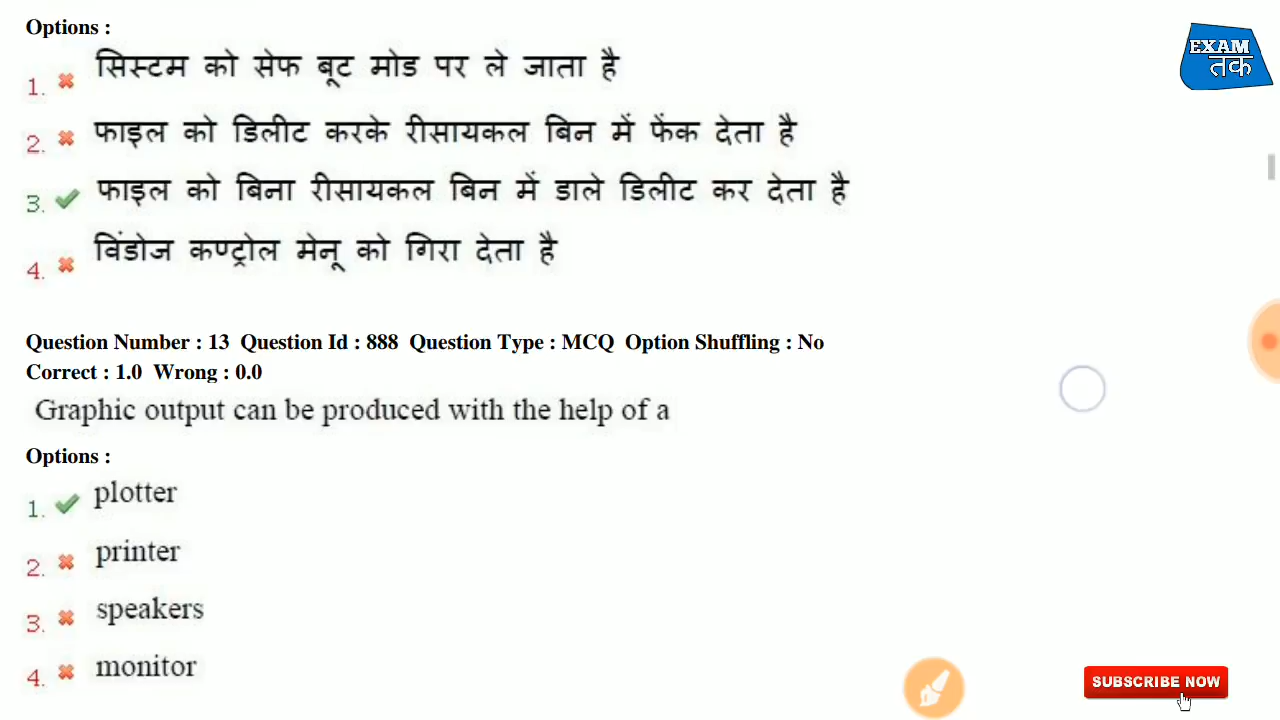 Options :
1. सिस्टम को सेफ बूट मोड पर ले जाता है
2. फाइल को डिलीट करके रीसायकल बिन में फेंक देता है
3. फाइल को बिना रीसायकल बिन में डाले डिलीट कर देता है
4. विंडोज कण्ट्रोल मेनू को गिरा देता है
Question Number : 13 Question Id : 888 Question Type : MCQ Option Shuffling : No
Correct : 1.0 Wrong : 0.0
Graphic output can be produced with the help of a
Options :
1. plotter
2. printer
3. speakers
4. monitor
EXAM
तक
SUBSCRIBE NOW